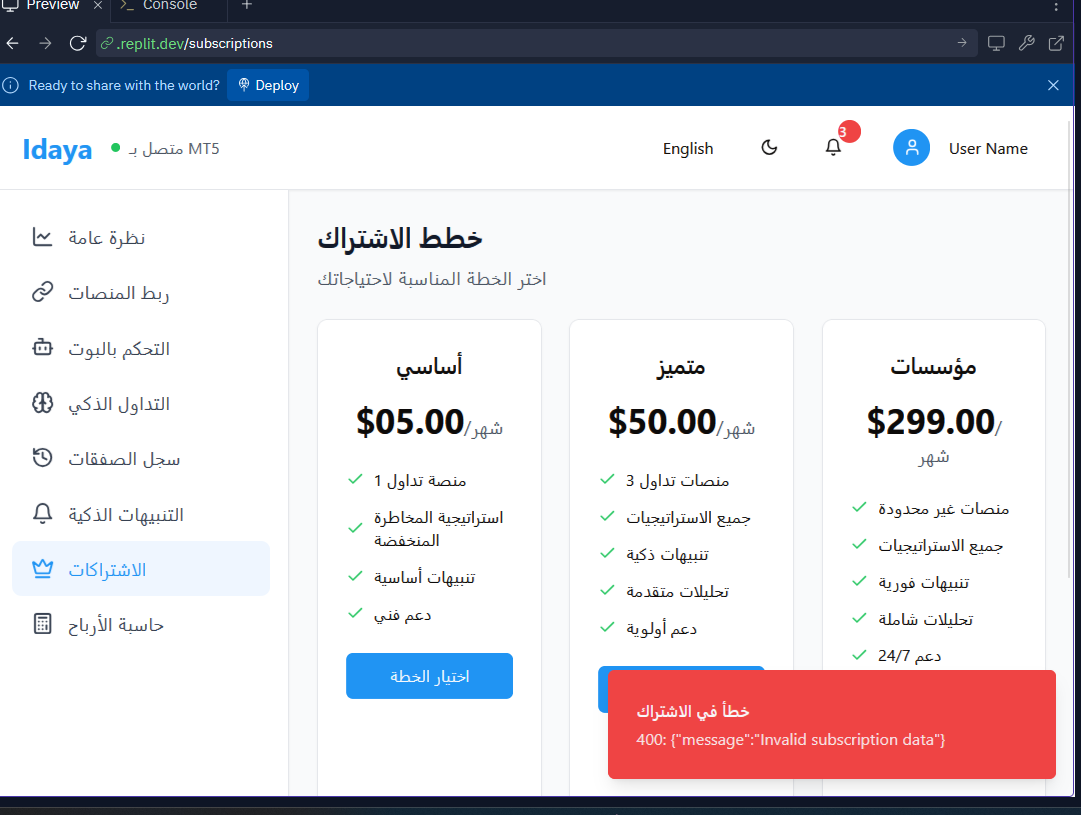 Preview
Console
.replit.dev/subscriptions
Ready to share with the world?
Deploy
Idaya
متصل بـ MT5
English
3
User Name
نظرة عامة
ربط المنصات
التحكم بالبوت
التداول الذكي
سجل الصفقات
التنبيهات الذكية
الاشتراكات
حاسبة الأرباح
خطط الاشتراك
اختر الخطة المناسبة لاحتياجاتك
أساسي
$05.00/شهر
1 منصة تداول
استراتيجية المخاطرة
المنخفضة
تنبيهات أساسية
دعم فني
اختيار الخطة
متميز
$50.00/شهر
3 منصات تداول
جميع الاستراتيجيات
تنبيهات ذكية
تحليلات متقدمة
دعم أولوية
مؤسسات
$299.00/
شهر
منصات غير محدودة
جميع الاستراتيجيات
تنبيهات فورية
تحليلات شاملة
دعم 24/7
خطأ في الاشتراك
400: {"message":"Invalid subscription data"}